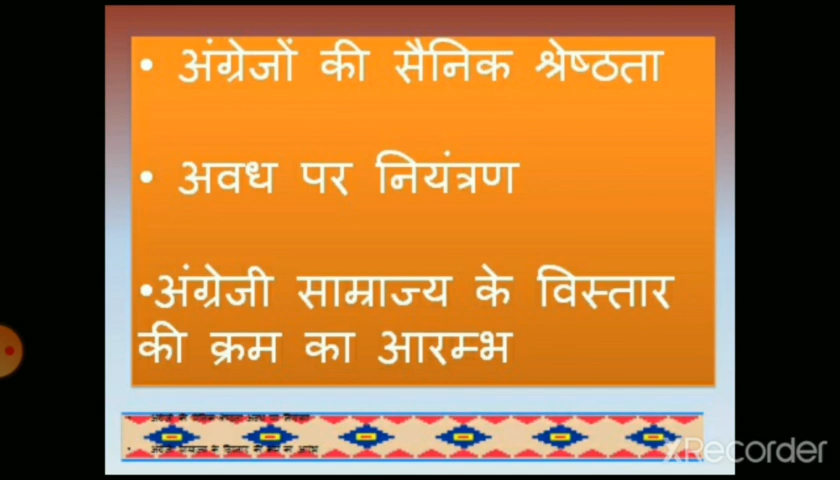 • अंग्रेजों की सैनिक श्रेष्ठता
• अवध पर नियंत्रण
•अंग्रेजी साम्राज्य के विस्तार
की क्रम का आरम्भ
XRecorder